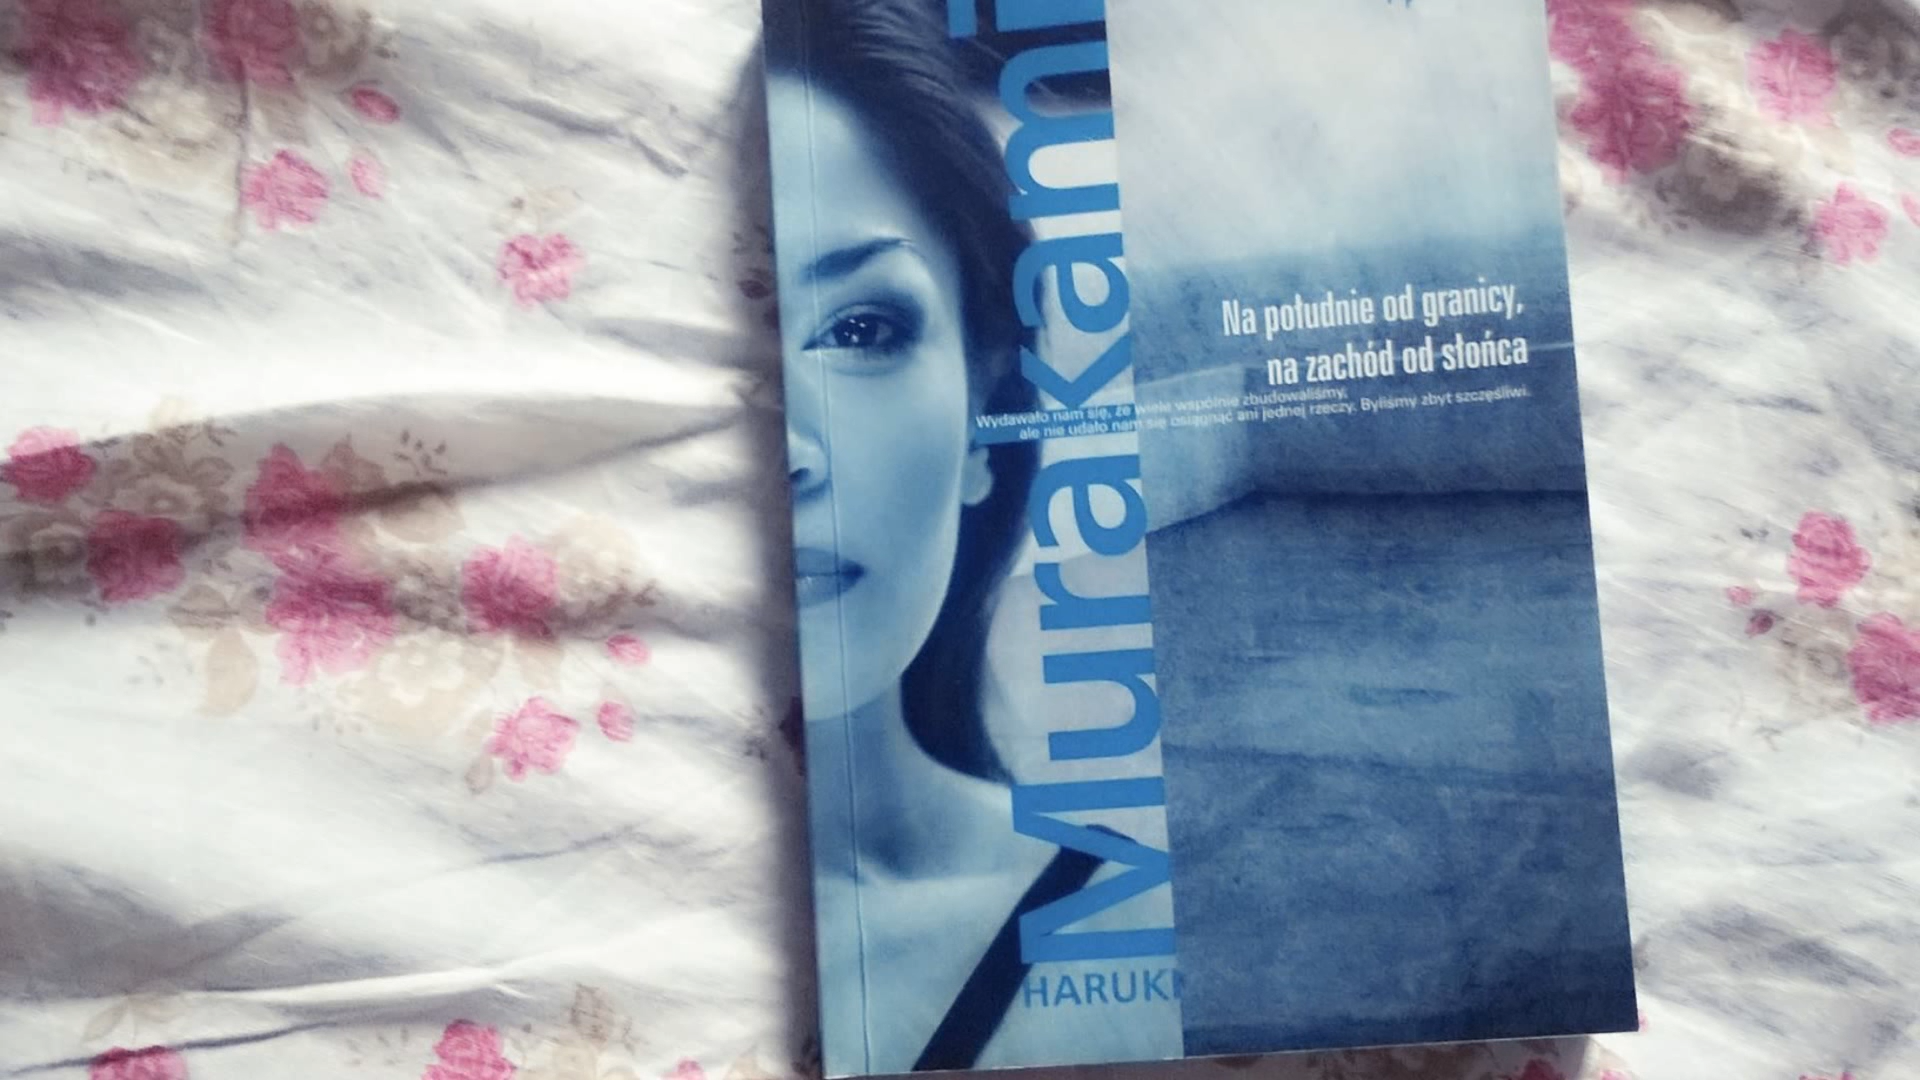 Murakami
HARUKI
Na południe od granicy,
na zachód od słońca
Wydawało nam się, że wiele wspólnie zbudowaliśmy,
ale nie udało nam się osiągnąć ani jednej rzeczy. Byliśmy zbyt szczęśliwi.